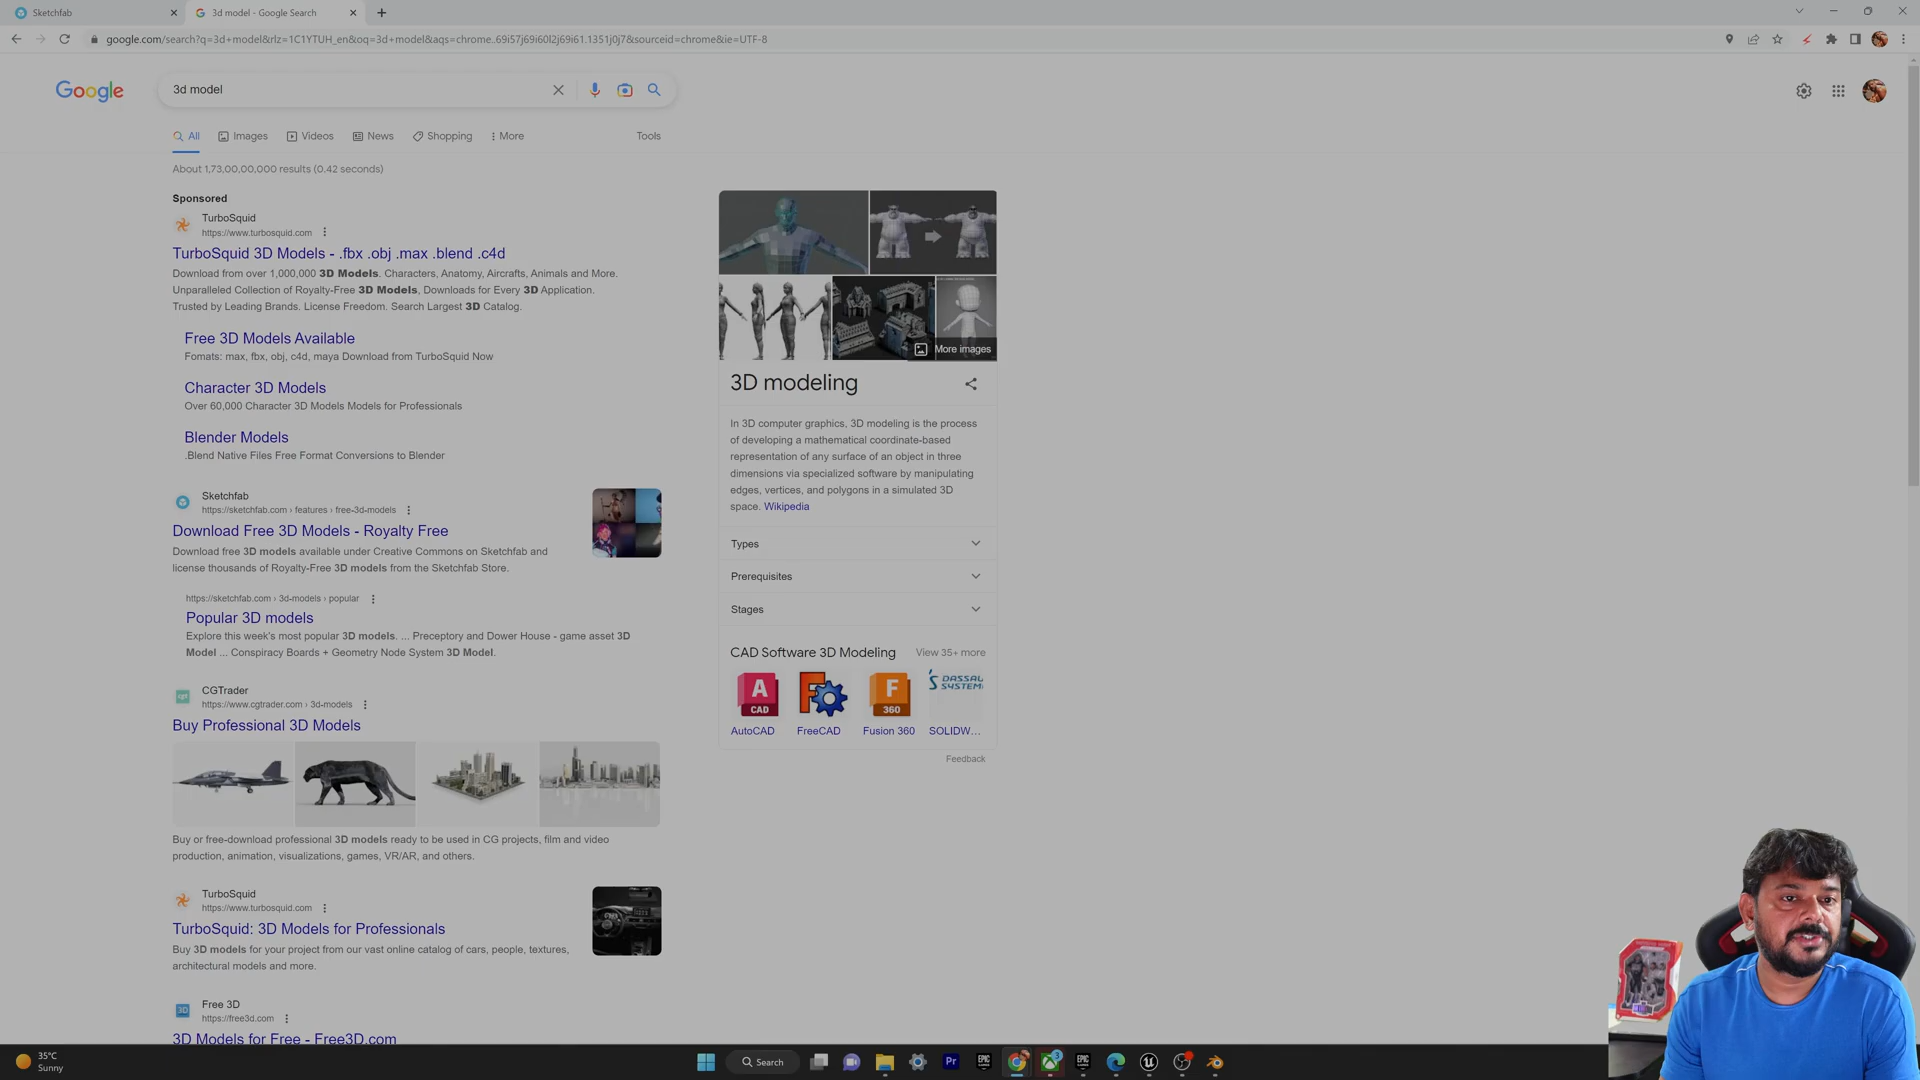 Sketchfab
3d model - Google Search
google.com/search?q=3d+model&rlz=1C1YTUH_en&oq=3d+model&aqs=chrome..69i57j69i60l2j69i61.1351j0j7&sourceid=chrome&ie=UTF-8
Google
3d model
All Images Videos News Shopping More Tools
About 1,73,00,00,000 results (0.42 seconds)
Sponsored
TurboSquid
https://www.turbosquid.com
TurboSquid 3D Models - .fbx .obj .max .blend .c4d
Download from over 1,000,000 3D Models. Characters, Anatomy, Aircrafts, Animals and More.
Unparalleled Collection of Royalty-Free 3D Models, Downloads for Every 3D Application.
Trusted by Leading Brands. License Freedom. Search Largest 3D Catalog.
Free 3D Models Available
Fomats: max, fbx, obj, c4d, maya Download from TurboSquid Now
Character 3D Models
Over 60,000 Character 3D Models Models for Professionals
Blender Models
.Blend Native Files Free Format Conversions to Blender
Sketchfab
https://sketchfab.com › features › free-3d-models
Download Free 3D Models - Royalty Free
Download free 3D models available under Creative Commons on Sketchfab and
license thousands of Royalty-Free 3D models from the Sketchfab Store.
https://sketchfab.com › 3d-models › popular
Popular 3D models
Explore this week's most popular 3D models. ... Preceptory and Dower House - game asset 3D
Model ... Conspiracy Boards + Geometry Node System 3D Model.
CGTrader
https://www.cgtrader.com › 3d-models
Buy Professional 3D Models
Buy or free-download professional 3D models ready to be used in CG projects, film and video
production, animation, visualizations, games, VR/AR, and others.
TurboSquid
https://www.turbosquid.com
TurboSquid: 3D Models for Professionals
Buy 3D models for your project from our vast online catalog of cars, people, textures,
architectural models and more.
3D
Free 3D
https://free3d.com
3D Models for Free - Free3D.com
More images
3D modeling
In 3D computer graphics, 3D modeling is the process
of developing a mathematical coordinate-based
representation of any surface of an object in three
dimensions via specialized software by manipulating
edges, vertices, and polygons in a simulated 3D
space. Wikipedia
Types
Prerequisites
Stages
CAD Software 3D Modeling View 35+ more
A CAD
F
F 360
DASSAU
SYSTEM
AutoCAD FreeCAD Fusion 360 SOLIDW...
Feedback
35°C
Sunny
Search
Pr
EPIC
3
EPIC